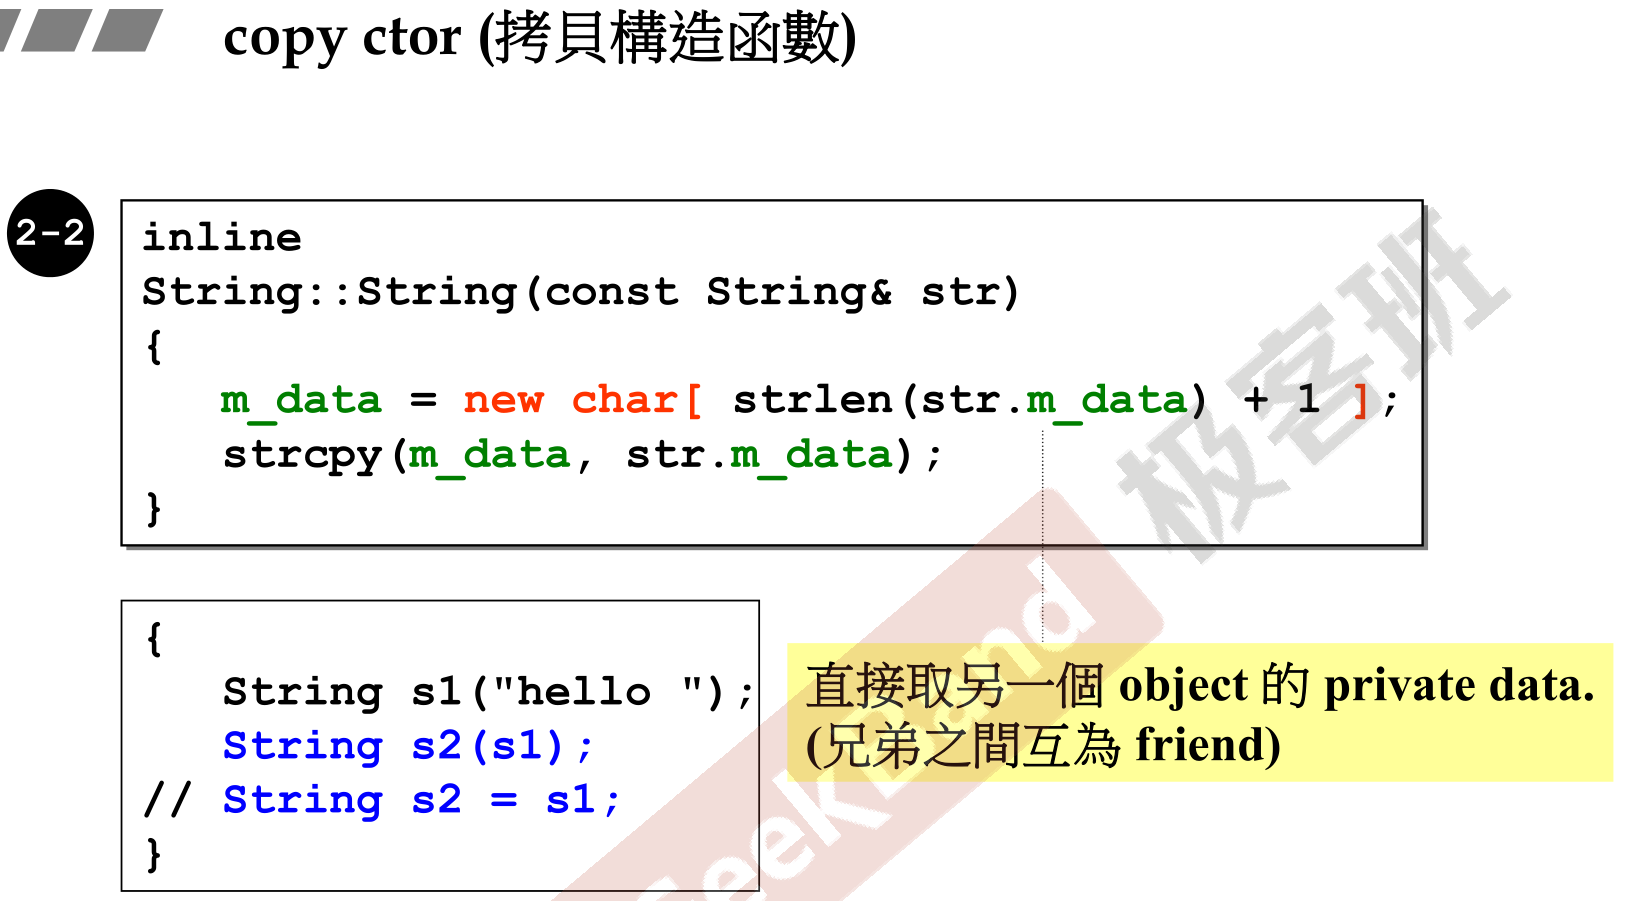 copy ctor (拷貝構造函數)
2-2
inline
String::String(const String& str)
{
m_data = new char[ strlen(str.m_data) + 1 ];
strcpy(m_data, str.m_data);
}
{
String s1("hello ");
String s2(s1);
// String s2 = s1;
}
直接取另一個 object 的 private data.
(兄弟之間互為 friend)
GeekBand 极客班